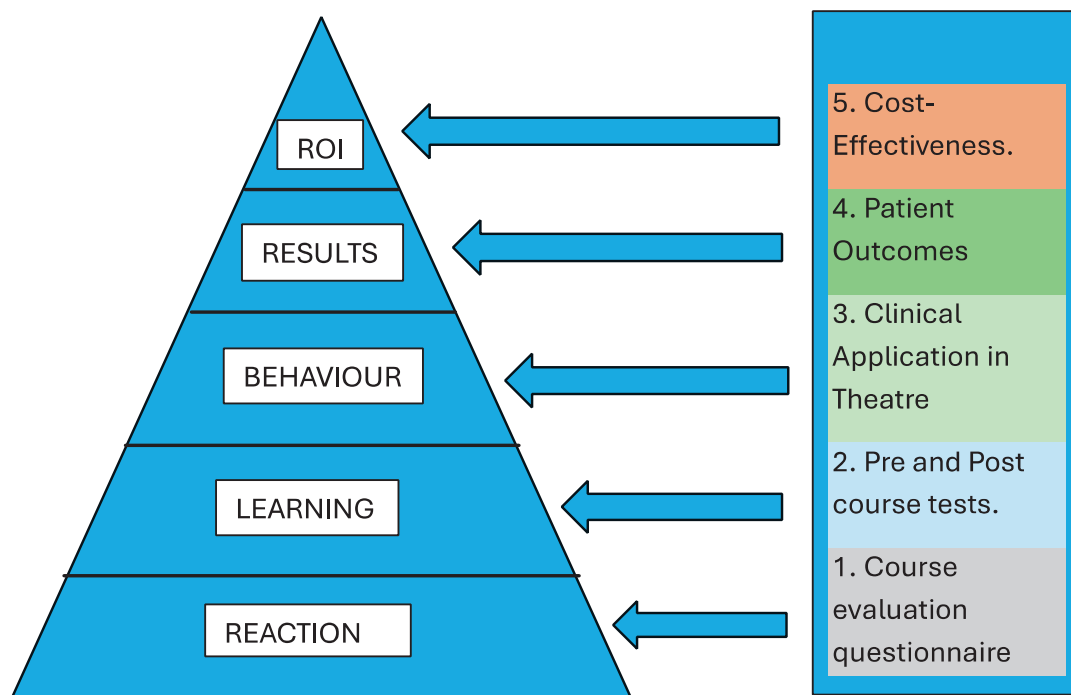 ROI
RESULTS
BEHAVIOUR
LEARNING
REACTION
5. Cost-
Effectiveness.
4. Patient
Outcomes
3. Clinical
Application in
Theatre
2. Pre and Post
course tests.
1. Course
evaluation
questionnaire